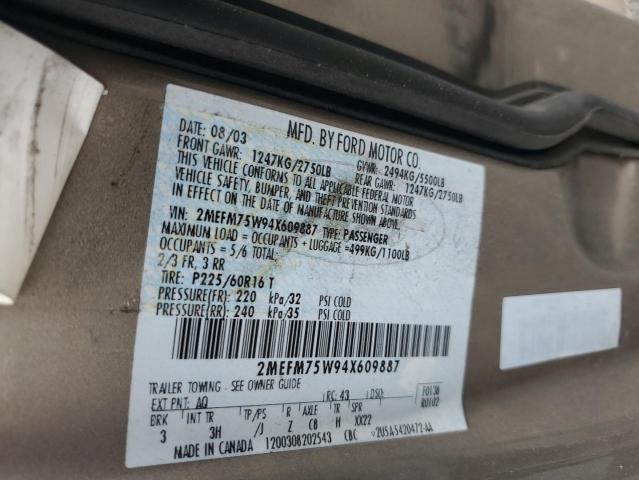 MFD. BY FORD MOTOR CO.
DATE: 08/03 GVWR: 2494KG/5500LB
FRONT GAWR: 1247KG/2750LB REAR GAWR: 1247KG/2750LB
THIS VEHICLE CONFORMS TO ALL APPLICABLE FEDERAL MOTOR
VEHICLE SAFETY, BUMPER, AND THEFT PREVENTION STANDARDS
IN EFFECT ON THE DATE OF MANUFACTURE SHOWN ABOVE.
VIN: 2MEFM75W94X609887 TYPE: PASSENGER
MAXIMUM LOAD = OCCUPANTS + LUGGAGE =499KG/1100LB
OCCUPANTS = 5/6 TOTAL:
2/3 FR, 3 RR
TIRE: P225/60R16 T
PRESSURE(FR) 220 kPa/32 PSI COLD
PRESSURE(RR) 240 kPa/35 PSI COLD
2MEFM75W94X609887
TRAILER TOWING - SEE OWNER GUIDE
EXT PNT: AQ RC: 43 DSO: F0138
R0102
BRK INT TR TP/PS R AXLE TR SPR
3 3H /J Z C8 H XX22
MADE IN CANADA 1200308202543 CBC 2U5A5420472-AA